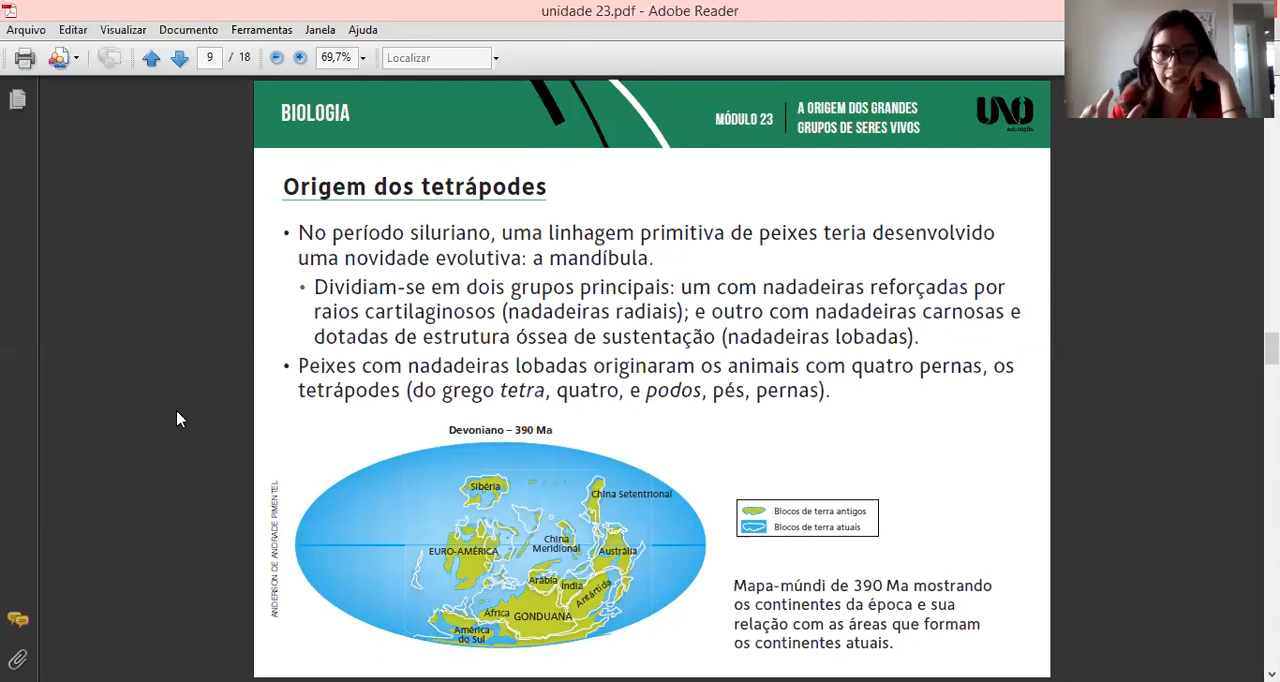 unidade 23.pdf - Adobe Reader
Arquivo Editar Visualizar Documento Ferramentas Janela Ajuda
9 / 18 69,7% Localizar
BIOLOGIA
MÓDULO 23
A ORIGEM DOS GRANDES
GRUPOS DE SERES VIVOS
UNO
educação
Origem dos tetrápodes
• No período siluriano, uma linhagem primitiva de peixes teria desenvolvido
uma novidade evolutiva: a mandíbula.
• Dividiam-se em dois grupos principais: um com nadadeiras reforçadas por
raios cartilaginosos (nadadeiras radiais); e outro com nadadeiras carnosas e
dotadas de estrutura óssea de sustentação (nadadeiras lobadas).
• Peixes com nadadeiras lobadas originaram os animais com quatro pernas, os
tetrápodes (do grego tetra, quatro, e podos, pés, pernas).
Devoniano – 390 Ma
Sibéria
China Setentrional
EURO-AMÉRICA
China
Meridional
Austrália
Arábia
Índia
Antártida
África
GONDUANA
América
do Sul
ANDERSON DE ANDRADE PIMENTEL
Blocos de terra antigos
Blocos de terra atuais
Mapa-múndi de 390 Ma mostrando
os continentes da época e sua
relação com as áreas que formam
os continentes atuais.